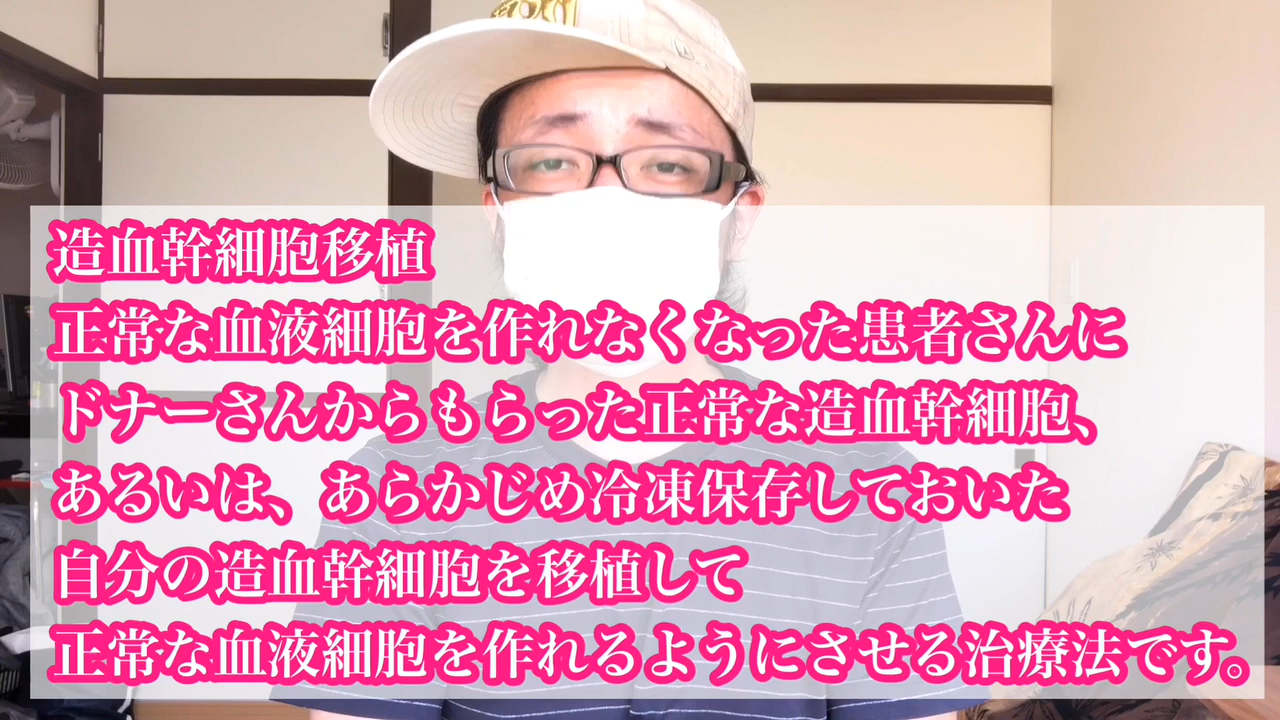 造血幹細胞移植
正常な血液細胞を作れなくなった患者さんに
ドナーさんからもらった正常な造血幹細胞、
あるいは、あらかじめ冷凍保存しておいた
自分の造血幹細胞を移植して
正常な血液細胞を作れるようにさせる治療法です。